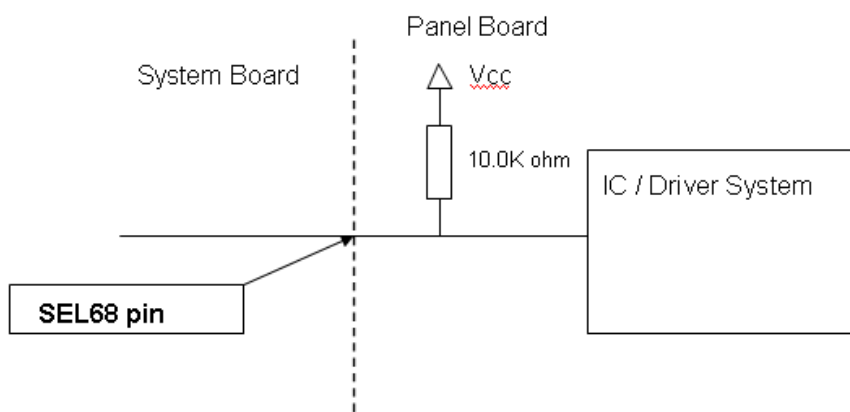 Panel Board
System Board
Vcc
10.0K ohm
IC / Driver System
SEL68 pin